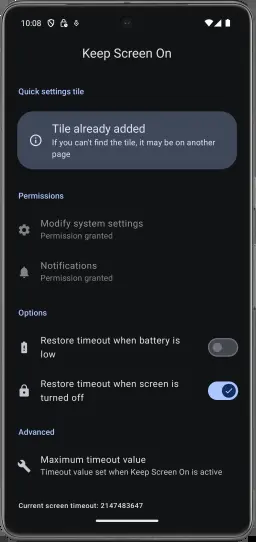 10:08
Keep Screen On
Quick settings tile
Tile already added
If you can't find the tile, it may be on another
page
Permissions
Modify system settings
Permission granted
Notifications
Permission granted
Options
Restore timeout when battery is
low
Restore timeout when screen is
turned off
Advanced
Maximum timeout value
Timeout value set when Keep Screen On is active
Current screen timeout: 2147483647